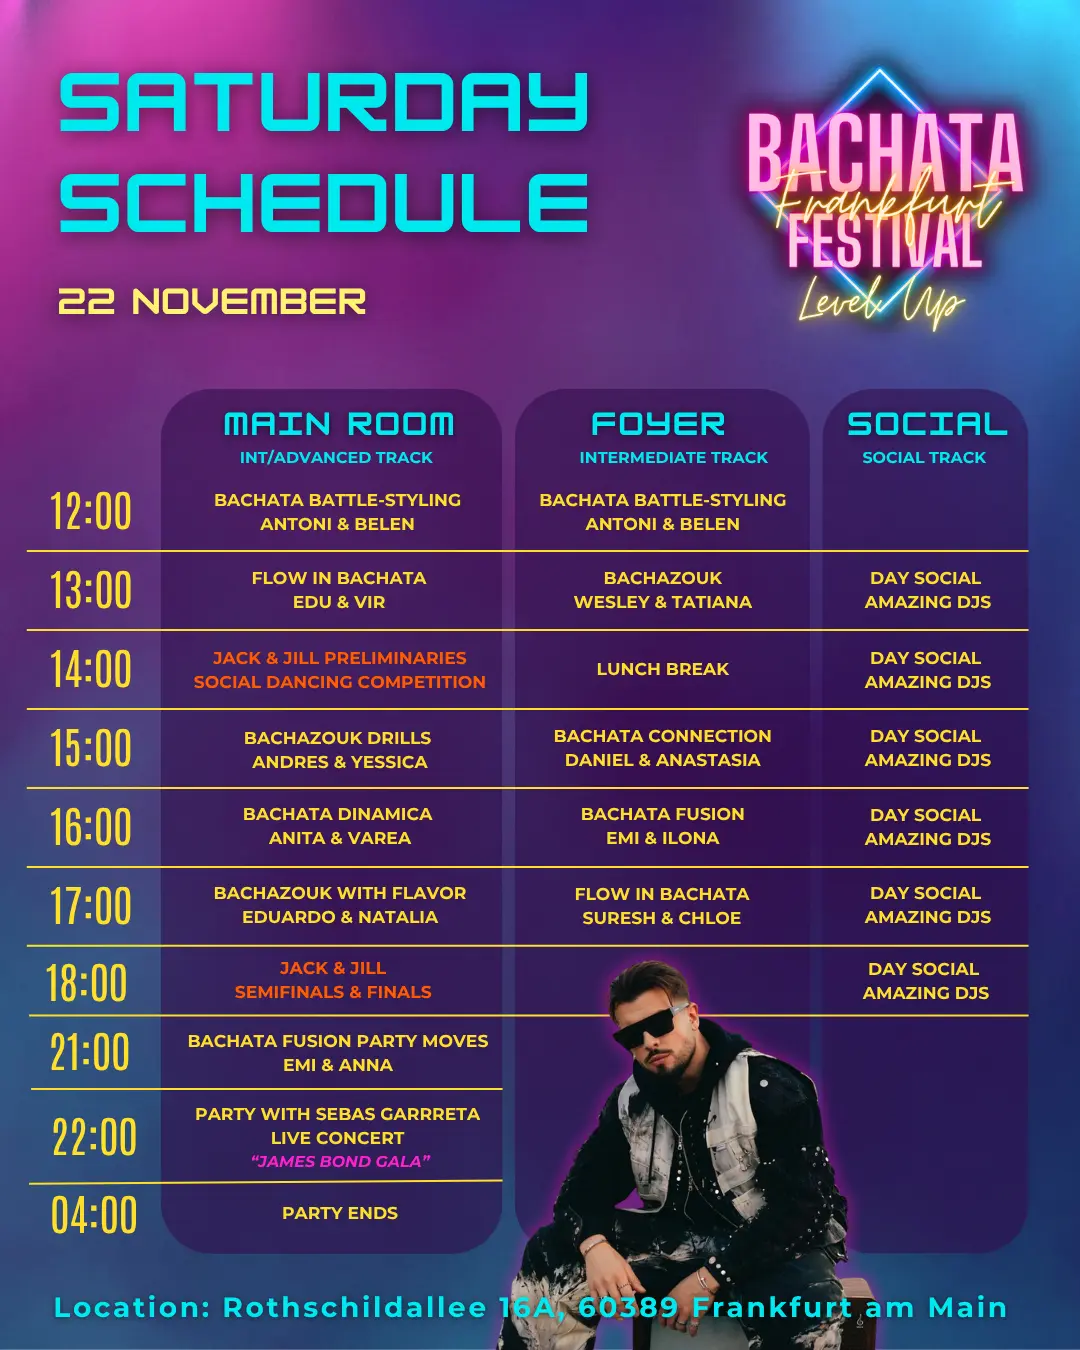 SATURDAY
SCHEDULE
22 NOVEMBER
BACHATA
Frankfurt
FESTIVAL
Level Up
MAIN ROOM
INT/ADVANCED TRACK
FOYER
INTERMEDIATE TRACK
SOCIAL
SOCIAL TRACK
12:00
BACHATA BATTLE-STYLING
ANTONI & BELEN
BACHATA BATTLE-STYLING
ANTONI & BELEN
13:00
FLOW IN BACHATA
EDU & VIR
BACHAZOUK
WESLEY & TATIANA
DAY SOCIAL
AMAZING DJS
14:00
JACK & JILL PRELIMINARIES
SOCIAL DANCING COMPETITION
LUNCH BREAK
DAY SOCIAL
AMAZING DJS
15:00
BACHAZOUK DRILLS
ANDRES & YESSICA
BACHATA CONNECTION
DANIEL & ANASTASIA
DAY SOCIAL
AMAZING DJS
16:00
BACHATA DINAMICA
ANITA & VAREA
BACHATA FUSION
EMI & ILONA
DAY SOCIAL
AMAZING DJS
17:00
BACHAZOUK WITH FLAVOR
EDUARDO & NATALIA
FLOW IN BACHATA
SURESH & CHLOE
DAY SOCIAL
AMAZING DJS
18:00
JACK & JILL
SEMIFINALS & FINALS
DAY SOCIAL
AMAZING DJS
21:00
BACHATA FUSION PARTY MOVES
EMI & ANNA
22:00
PARTY WITH SEBAS GARRRETA
LIVE CONCERT
“JAMES BOND GALA”
04:00
PARTY ENDS
Location: Rothschildallee 16A, 60389 Frankfurt am Main